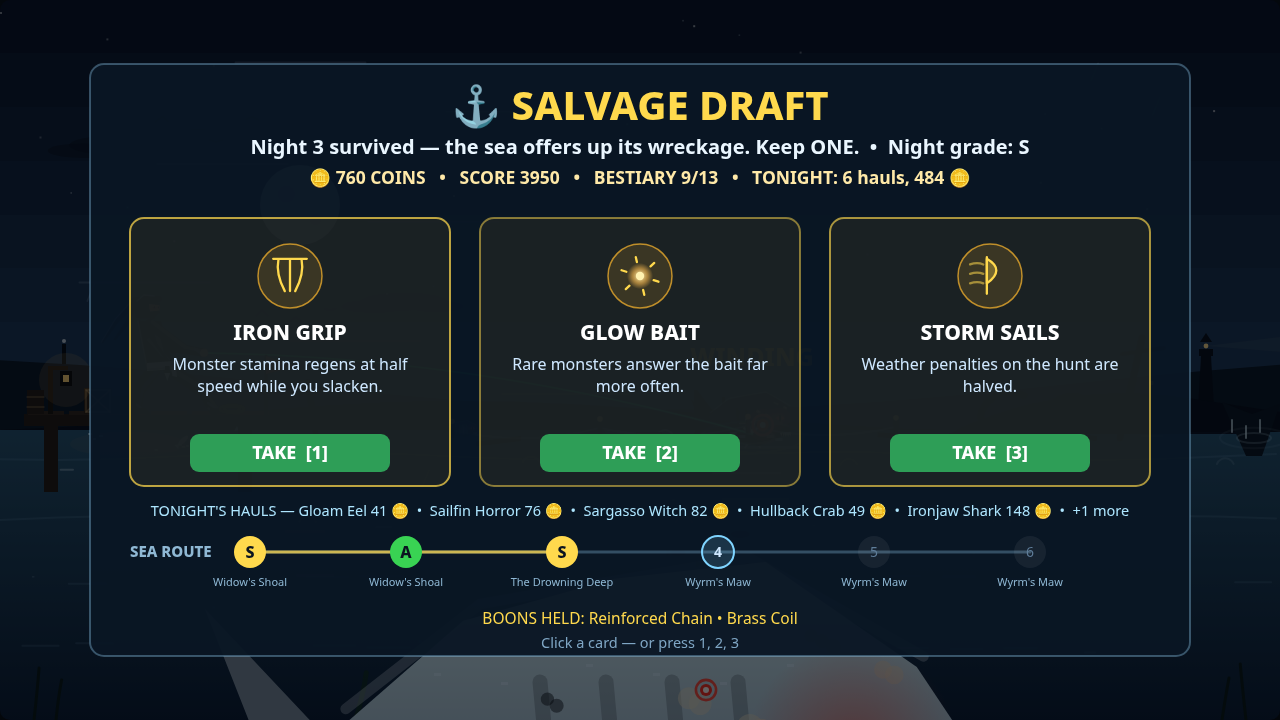 ⚓ SALVAGE DRAFT
Night 3 survived — the sea offers up its wreckage. Keep ONE. • Night grade: S
🪙 760 COINS • SCORE 3950 • BESTIARY 9/13 • TONIGHT: 6 hauls, 484 🪙
IRON GRIP
Monster stamina regens at half
speed while you slacken.
TAKE [1]
GLOW BAIT
Rare monsters answer the bait far
more often.
TAKE [2]
STORM SAILS
Weather penalties on the hunt are
halved.
TAKE [3]
TONIGHT'S HAULS — Gloam Eel 41 🪙 • Sailfin Horror 76 🪙 • Sargasso Witch 82 🪙 • Hullback Crab 49 🪙 • Ironjaw Shark 148 🪙 • +1 more
SEA ROUTE S A S 4 5 6
Widow's Shoal Widow's Shoal The Drowning Deep Wyrm's Maw Wyrm's Maw Wyrm's Maw
BOONS HELD: Reinforced Chain • Brass Coil
Click a card — or press 1, 2, 3